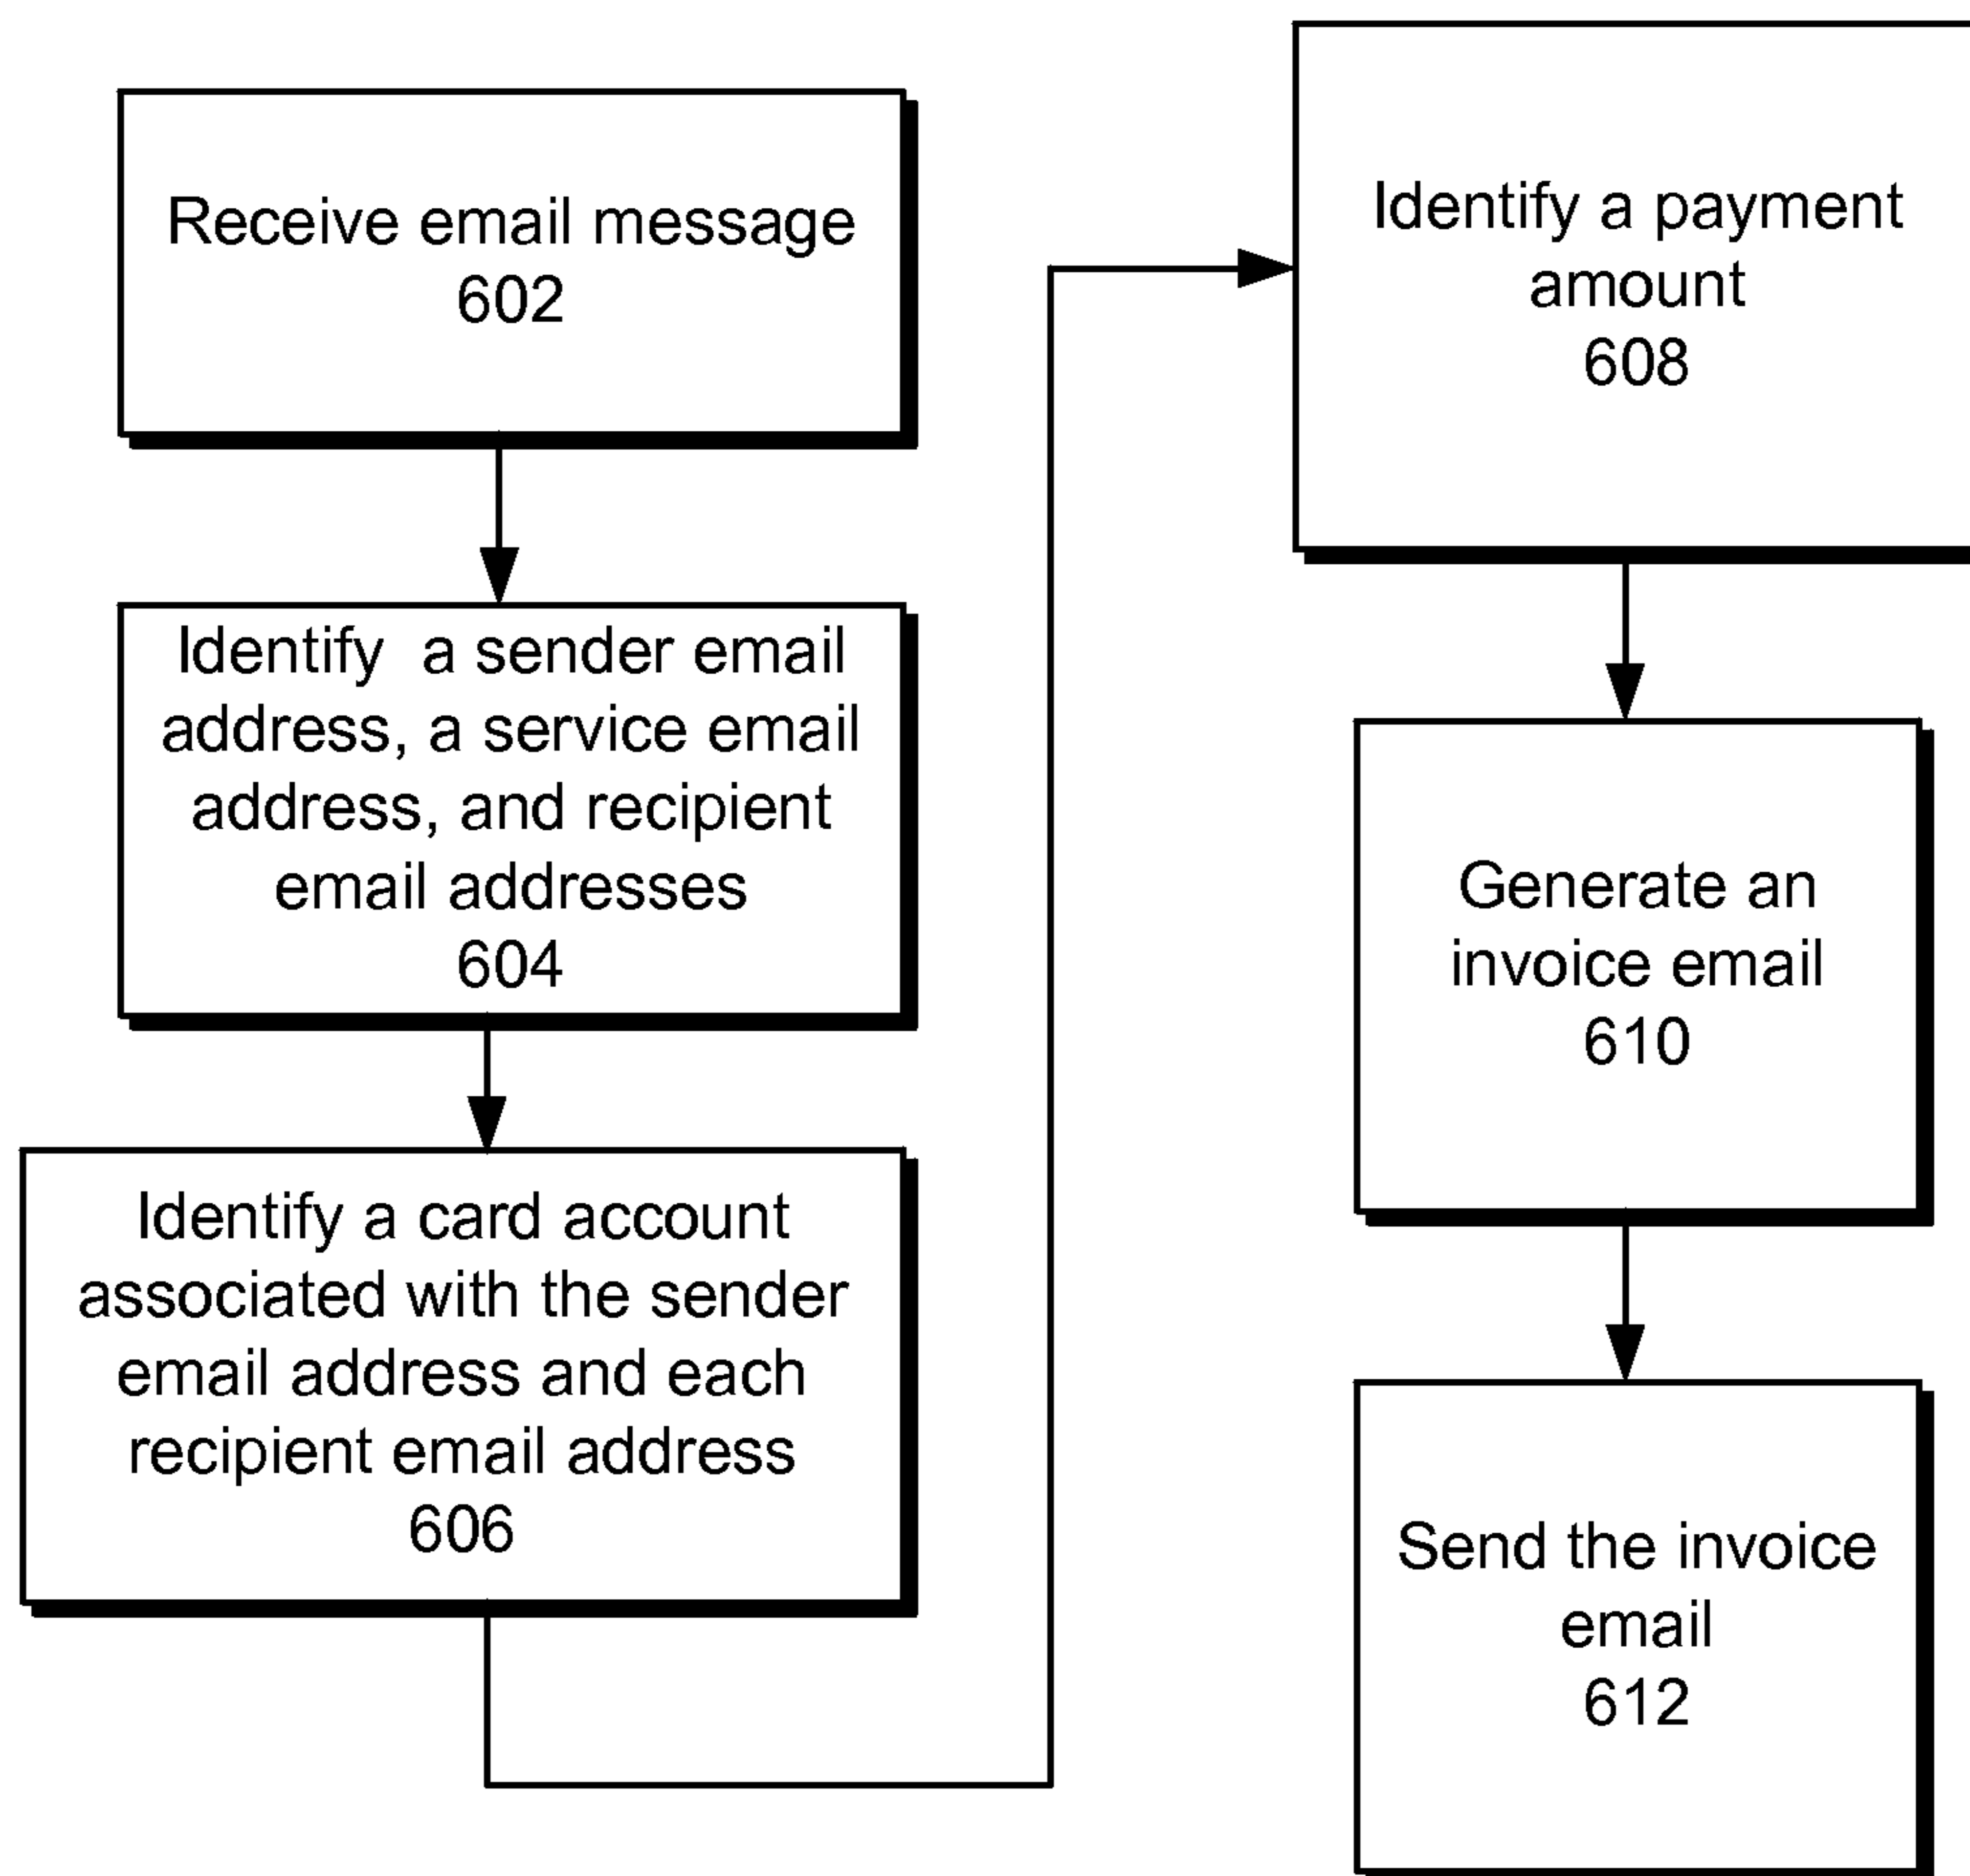 Receive email message
602
Identify a sender email
address, a service email
address, and recipient
email addresses
604
Identify a card account
associated with the sender
email address and each
recipient email address
606
Identify a payment
amount
608
Generate an
invoice email
610
Send the invoice
email
612